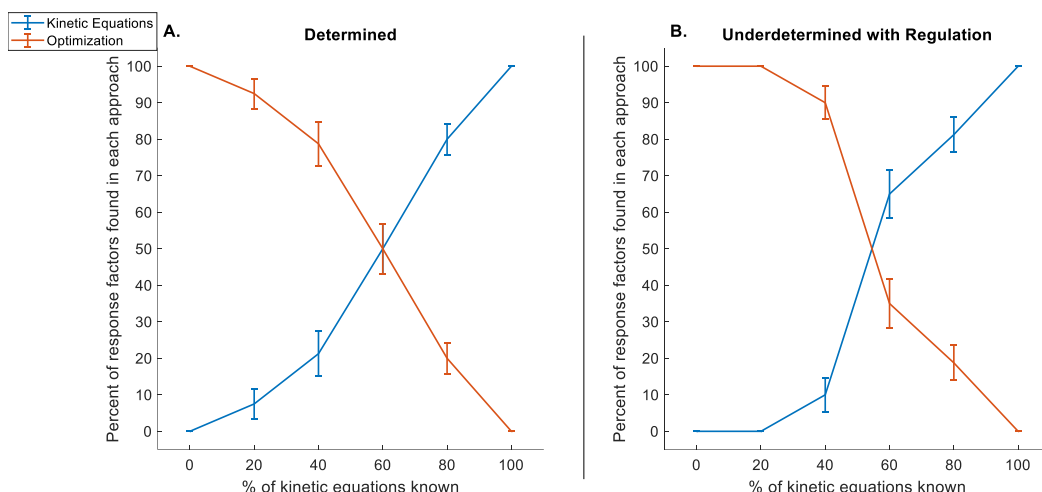 Kinetic Equations
Optimization
A.
Determined
Percent of response factors found in each approach
100
90
80
70
60
50
40
30
20
10
0
0 20 40 60 80 100
% of kinetic equations known
B.
Underdetermined with Regulation
Percent of response factors found in each approach
100
90
80
70
60
50
40
30
20
10
0
0 20 40 60 80 100
% of kinetic equations known